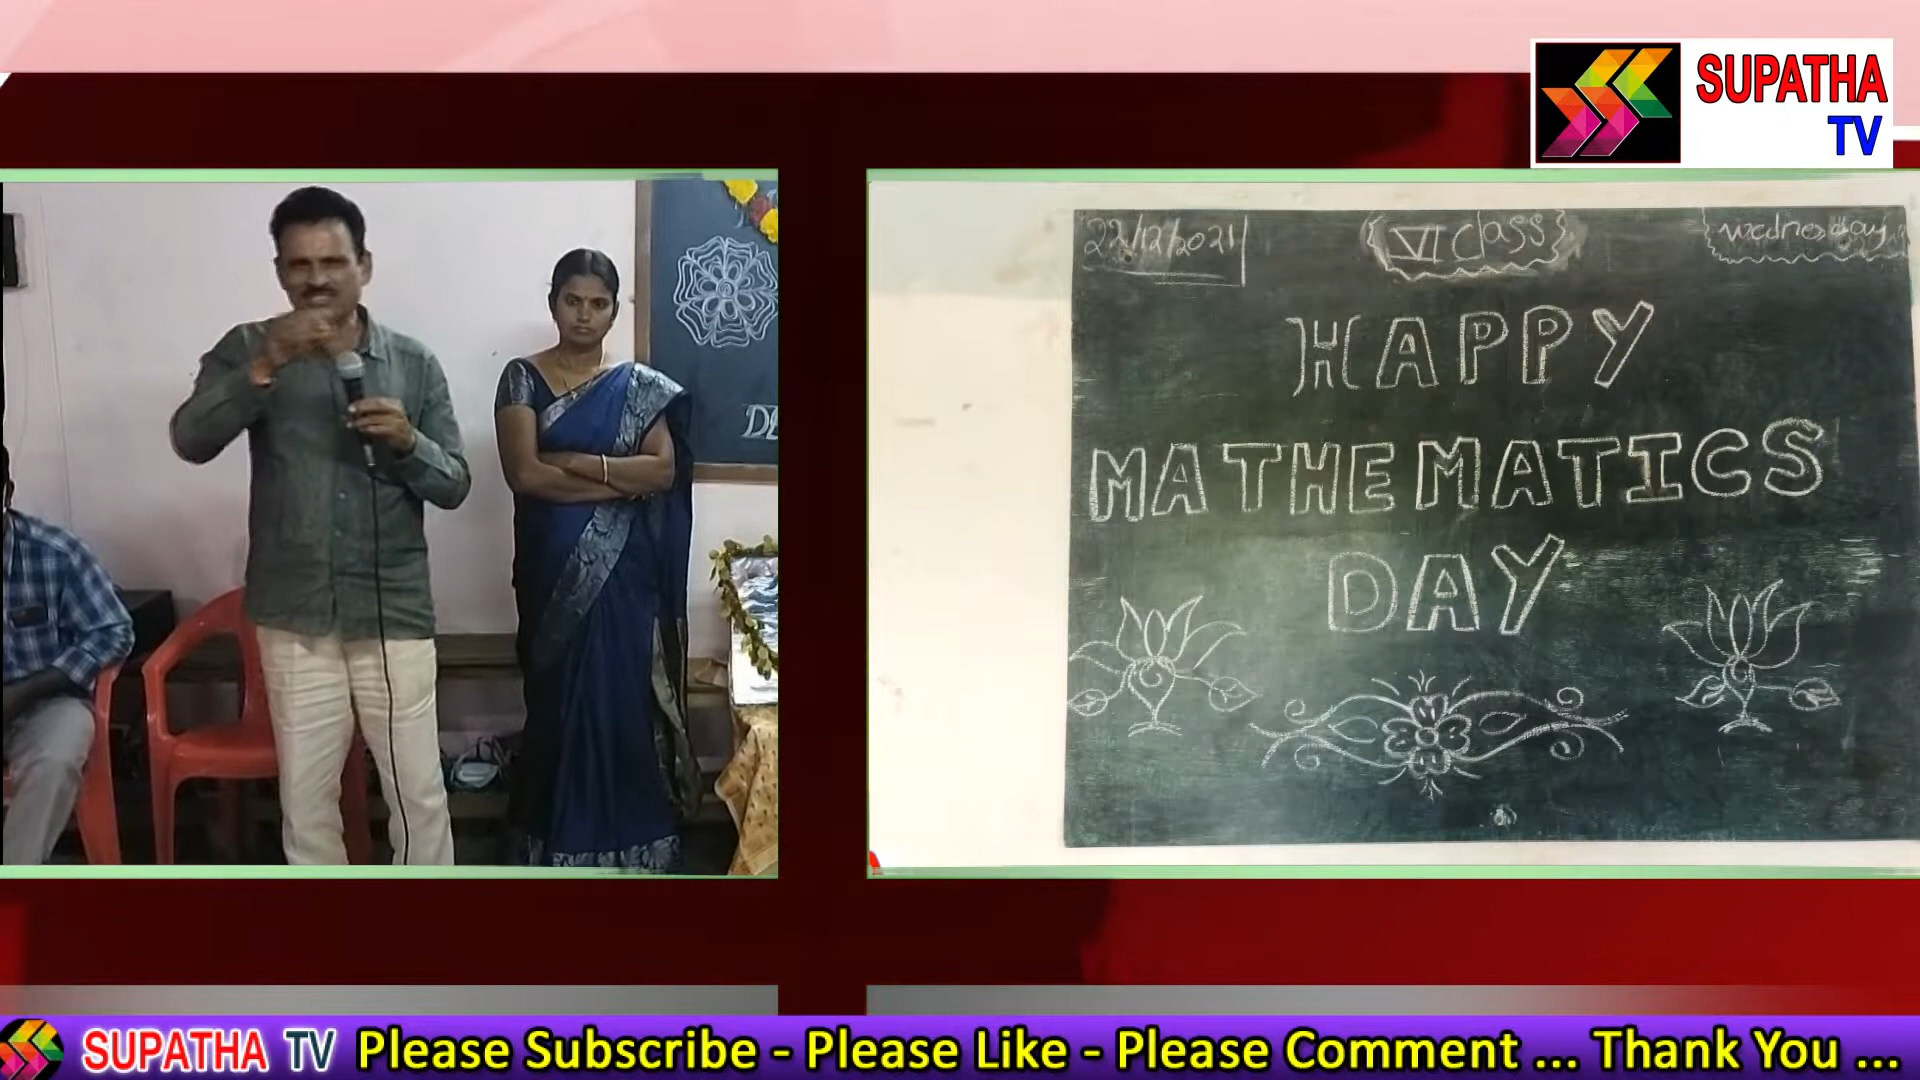 SUPATHA
TV
22/12/2021
VI class
Wednesday
HAPPY
MATHEMATICS
DAY
SUPATHA TV Please Subscribe - Please Like - Please Comment ... Thank You ...